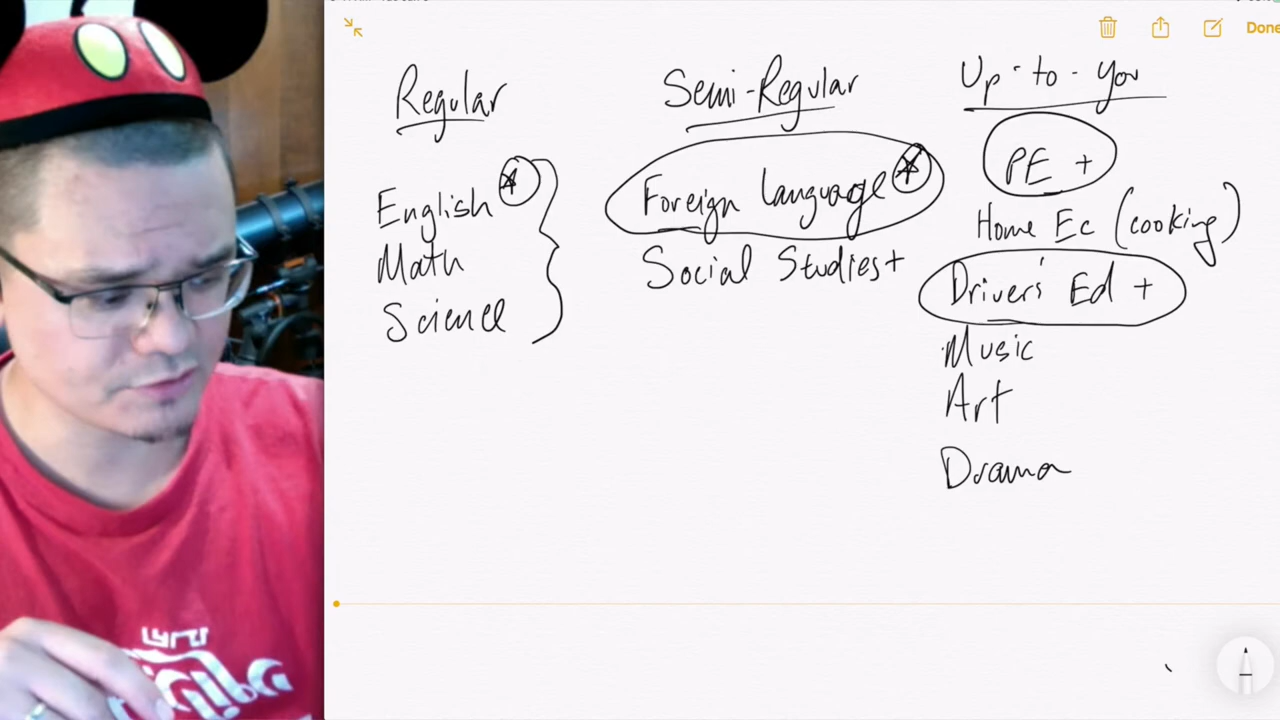 Done
Regular
English
Math
Science
Semi-Regular
Foreign language
Social Studies+
Up-to-you
PE +
Home Ec (cooking)
Driver's Ed +
Music
Art
Drama